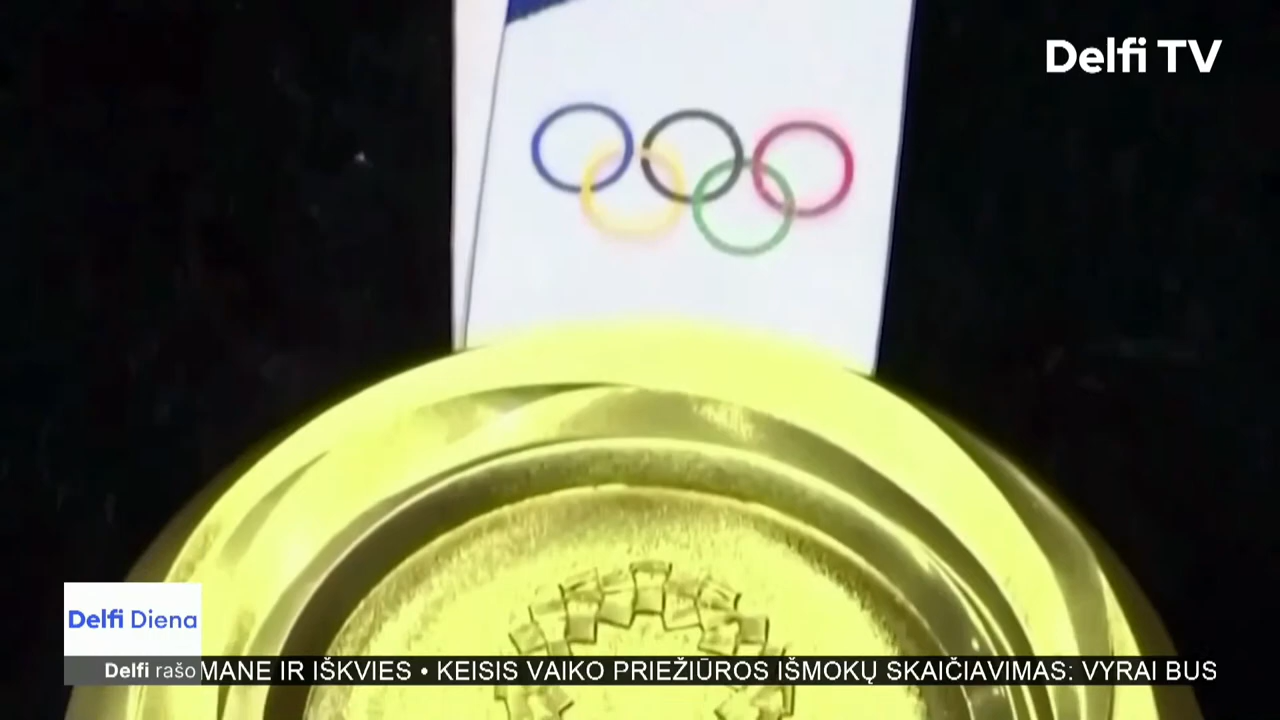 Delfi TV
Delfi Diena
Delfi rašo MANE IR IŠKVIES • KEISIS VAIKO PRIEŽIŪROS IŠMOKŲ SKAIČIAVIMAS: VYRAI BUS